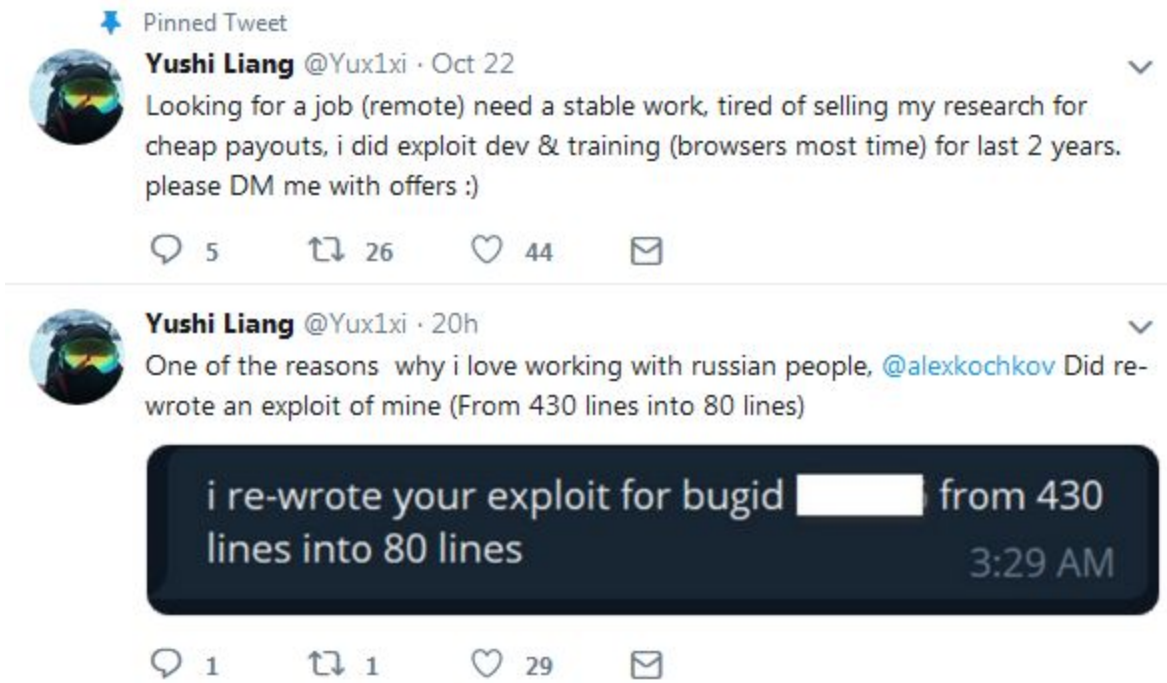 Pinned Tweet
Yushi Liang @Yux1xi · Oct 22
Looking for a job (remote) need a stable work, tired of selling my research for
cheap payouts, i did exploit dev & training (browsers most time) for last 2 years.
please DM me with offers :)
5 26 44
Yushi Liang @Yux1xi · 20h
One of the reasons  why i love working with russian people, @alexkochkov Did re-
wrote an exploit of mine (From 430 lines into 80 lines)
i re-wrote your exploit for bugid from 430
lines into 80 lines
3:29 AM
1 1 29